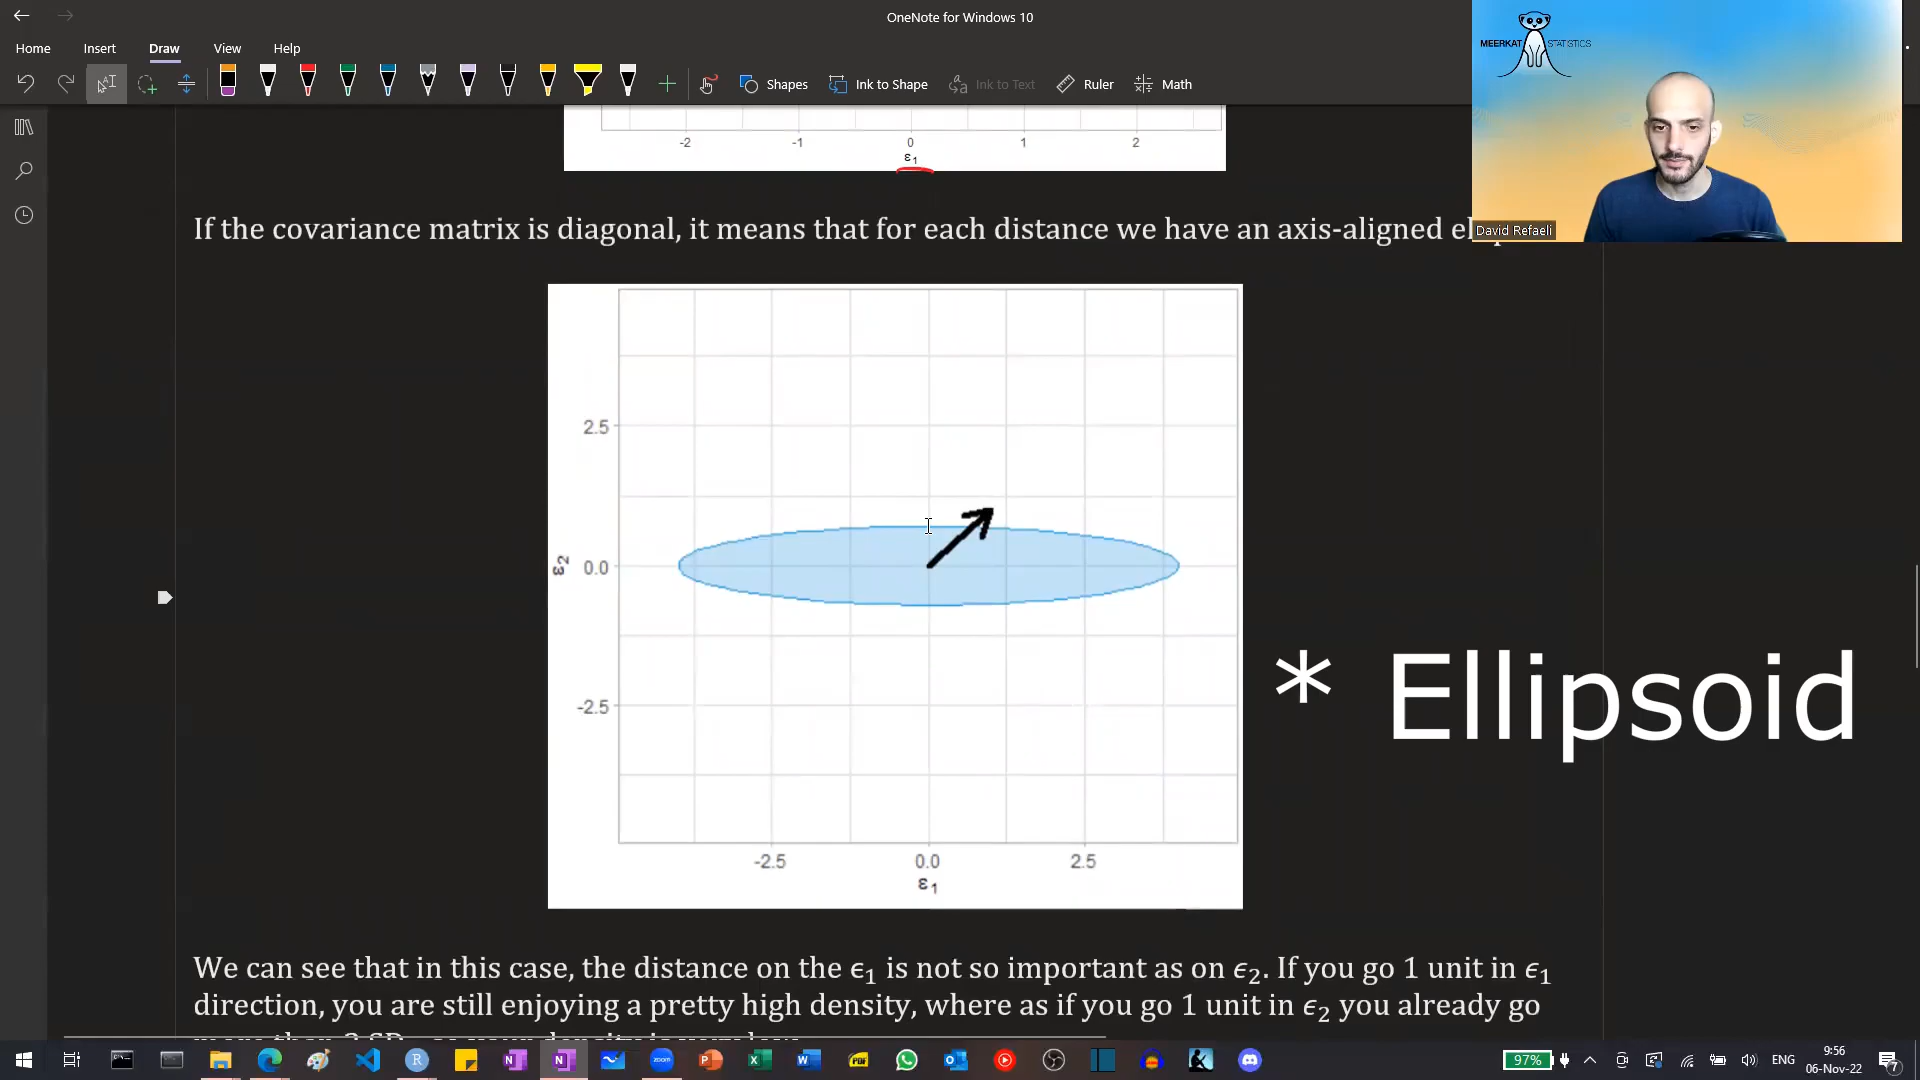 OneNote for Windows 10
Home Insert Draw View Help
Shapes Ink to Shape Ink to Text Ruler Math
MEERKAT STATISTICS
David Refaeli
-2 -1 0 1 2
ε1
If the covariance matrix is diagonal, it means that for each distance we have an axis-aligned
2.5
ε2 0.0
-2.5
-2.5 0.0 2.5
ε1
* Ellipsoid
We can see that in this case, the distance on the ϵ1 is not so important as on ϵ2. If you go 1 unit in ϵ1
direction, you are still enjoying a pretty high density, where as if you go 1 unit in ϵ2 you already go
97% ENG 9:56
06-Nov-22